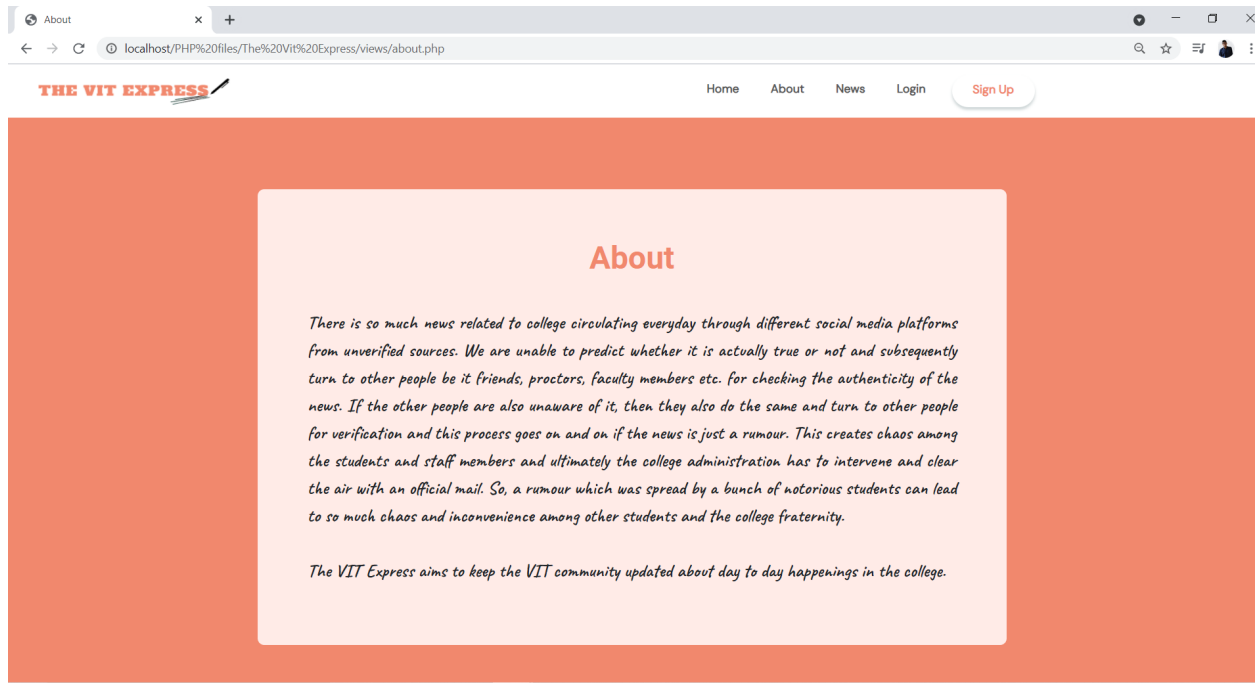 About
localhost/PHP%20files/The%20Vit%20Express/views/about.php
THE VIT EXPRESS
Home About News Login Sign Up
About
There is so much news related to college circulating everyday through different social media platforms
from unverified sources. We are unable to predict whether it is actually true or not and subsequently
turn to other people be it friends, proctors, faculty members etc. for checking the authenticity of the
news. If the other people are also unaware of it, then they also do the same and turn to other people
for verification and this process goes on and on if the news is just a rumour. This creates chaos among
the students and staff members and ultimately the college administration has to intervene and clear
the air with an official mail. So, a rumour which was spread by a bunch of notorious students can lead
to so much chaos and inconvenience among other students and the college fraternity.
The VIT Express aims to keep the VIT community updated about day to day happenings in the college.